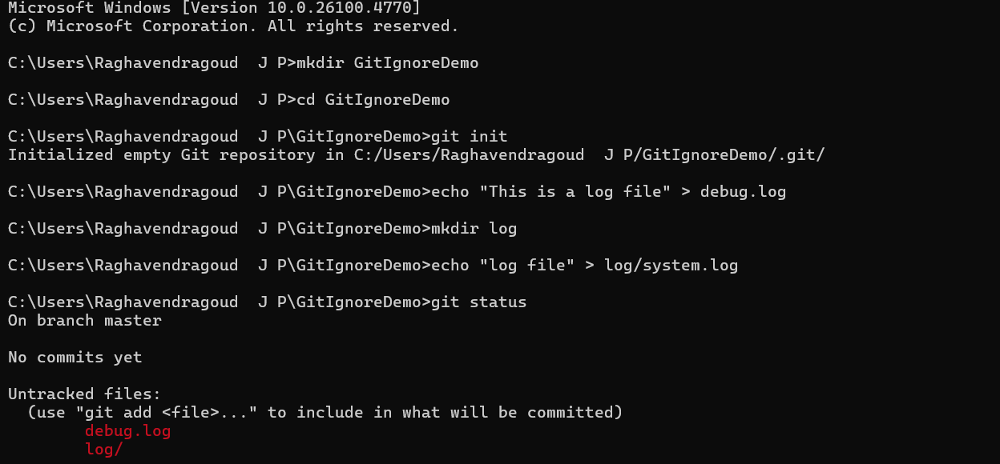 Microsoft Windows [Version 10.0.26100.4770]
(c) Microsoft Corporation. All rights reserved.
C:\Users\Raghavendragoud  J P>mkdir GitIgnoreDemo
C:\Users\Raghavendragoud  J P>cd GitIgnoreDemo
C:\Users\Raghavendragoud  J P\GitIgnoreDemo>git init
Initialized empty Git repository in C:/Users/Raghavendragoud  J P/GitIgnoreDemo/.git/
C:\Users\Raghavendragoud  J P\GitIgnoreDemo>echo "This is a log file" > debug.log
C:\Users\Raghavendragoud  J P\GitIgnoreDemo>mkdir log
C:\Users\Raghavendragoud  J P\GitIgnoreDemo>echo "log file" > log/system.log
C:\Users\Raghavendragoud  J P\GitIgnoreDemo>git status
On branch master
No commits yet
Untracked files:
  (use "git add <file>..." to include in what will be committed)
        debug.log
        log/